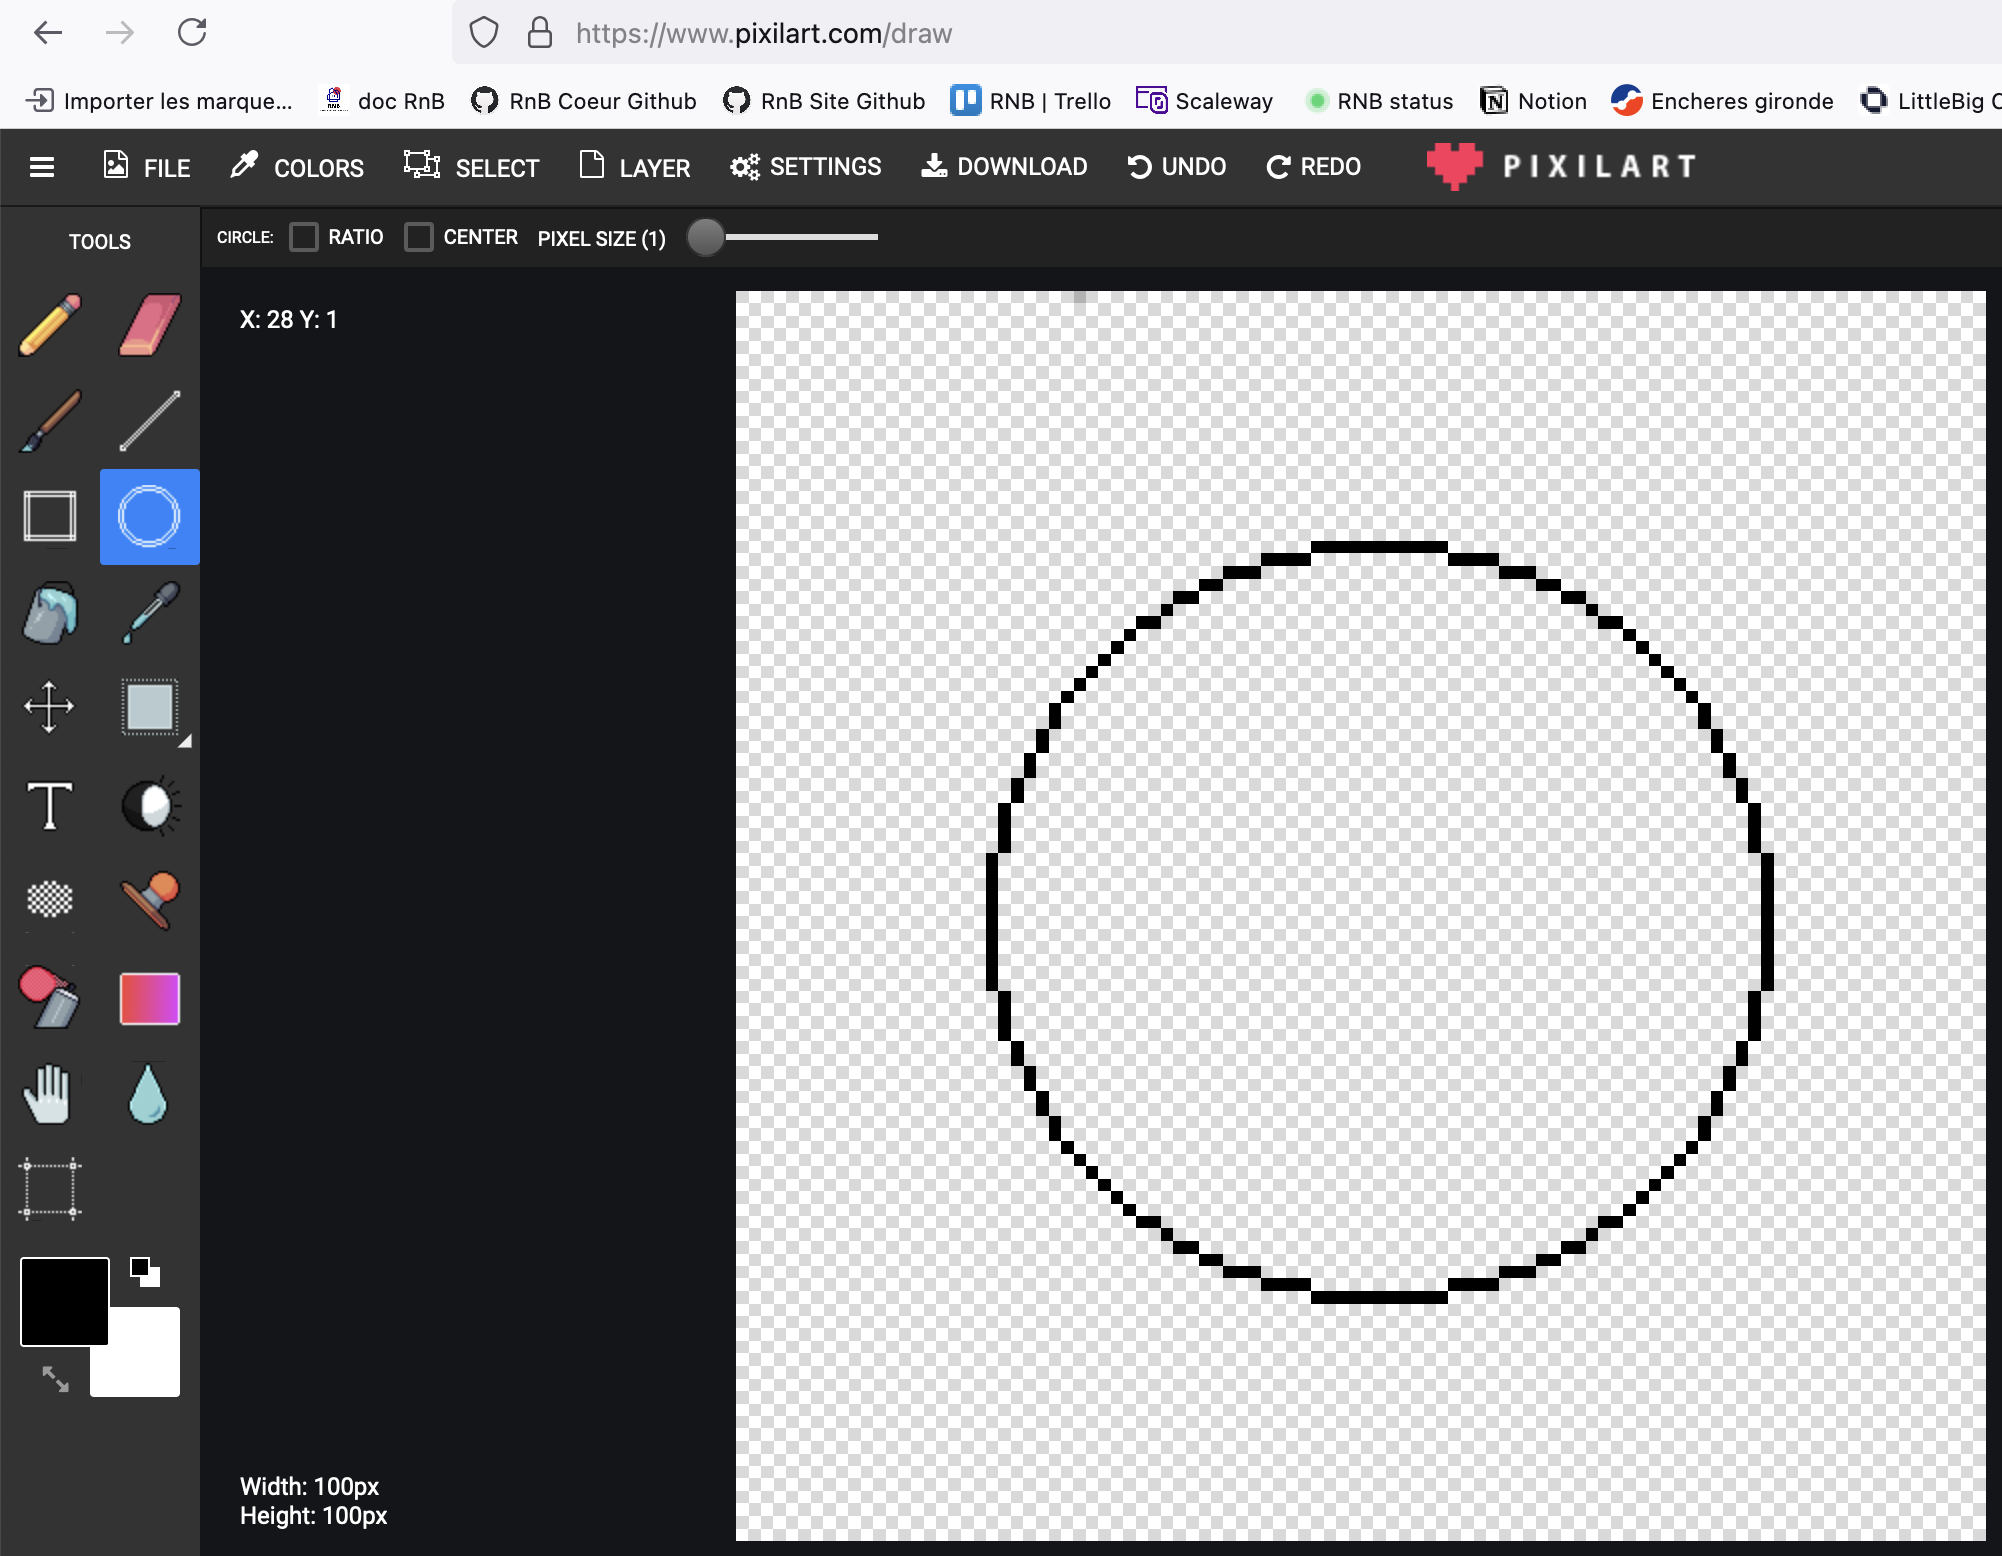 https://www.pixilart.com/draw
Importer les marque... doc RnB RnB Coeur Github RnB Site Github RNB | Trello Scaleway RNB status Notion Encheres gironde LittleBig
FILE COLORS SELECT LAYER SETTINGS DOWNLOAD UNDO REDO PIXILART
TOOLS
CIRCLE: RATIO CENTER PIXEL SIZE (1)
X: 28 Y: 1
Width: 100px
Height: 100px